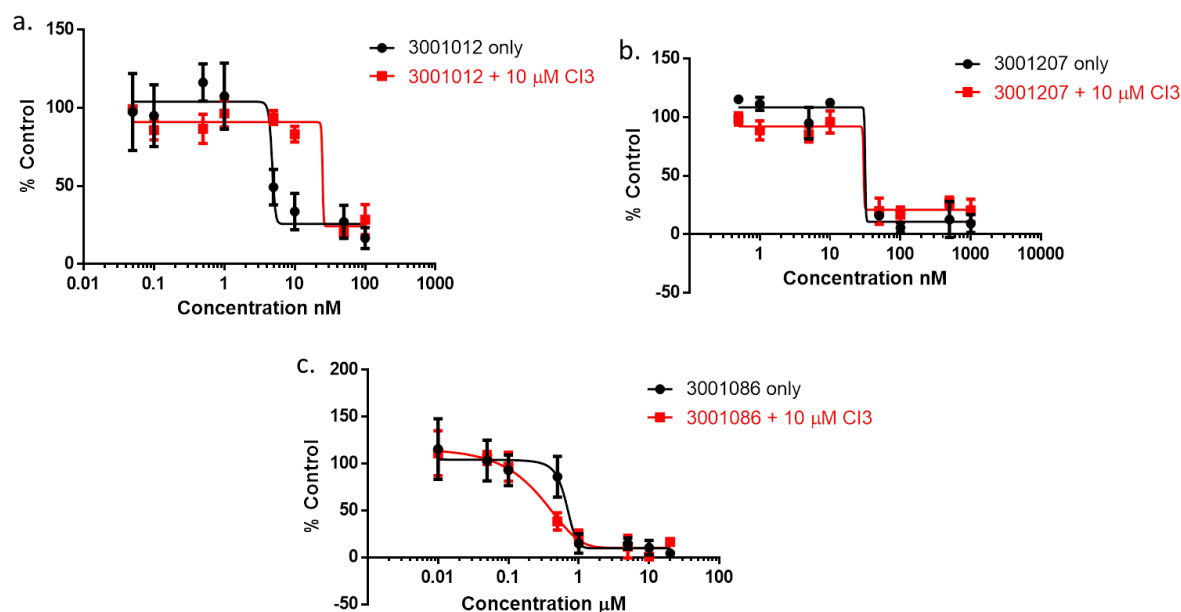 a.
3001012 only
3001012 + 10 μM CI3
% Control
150
100
50
0
0.01 0.1 1 10 100 1000
Concentration nM
b.
3001207 only
3001207 + 10 μM CI3
% Control
150
100
50
0
-50
1 10 100 1000 10000
Concentration nM
c.
3001086 only
3001086 + 10 μM CI3
% Control
200
150
100
50
0
-50
0.01 0.1 1 10 100
Concentration μM